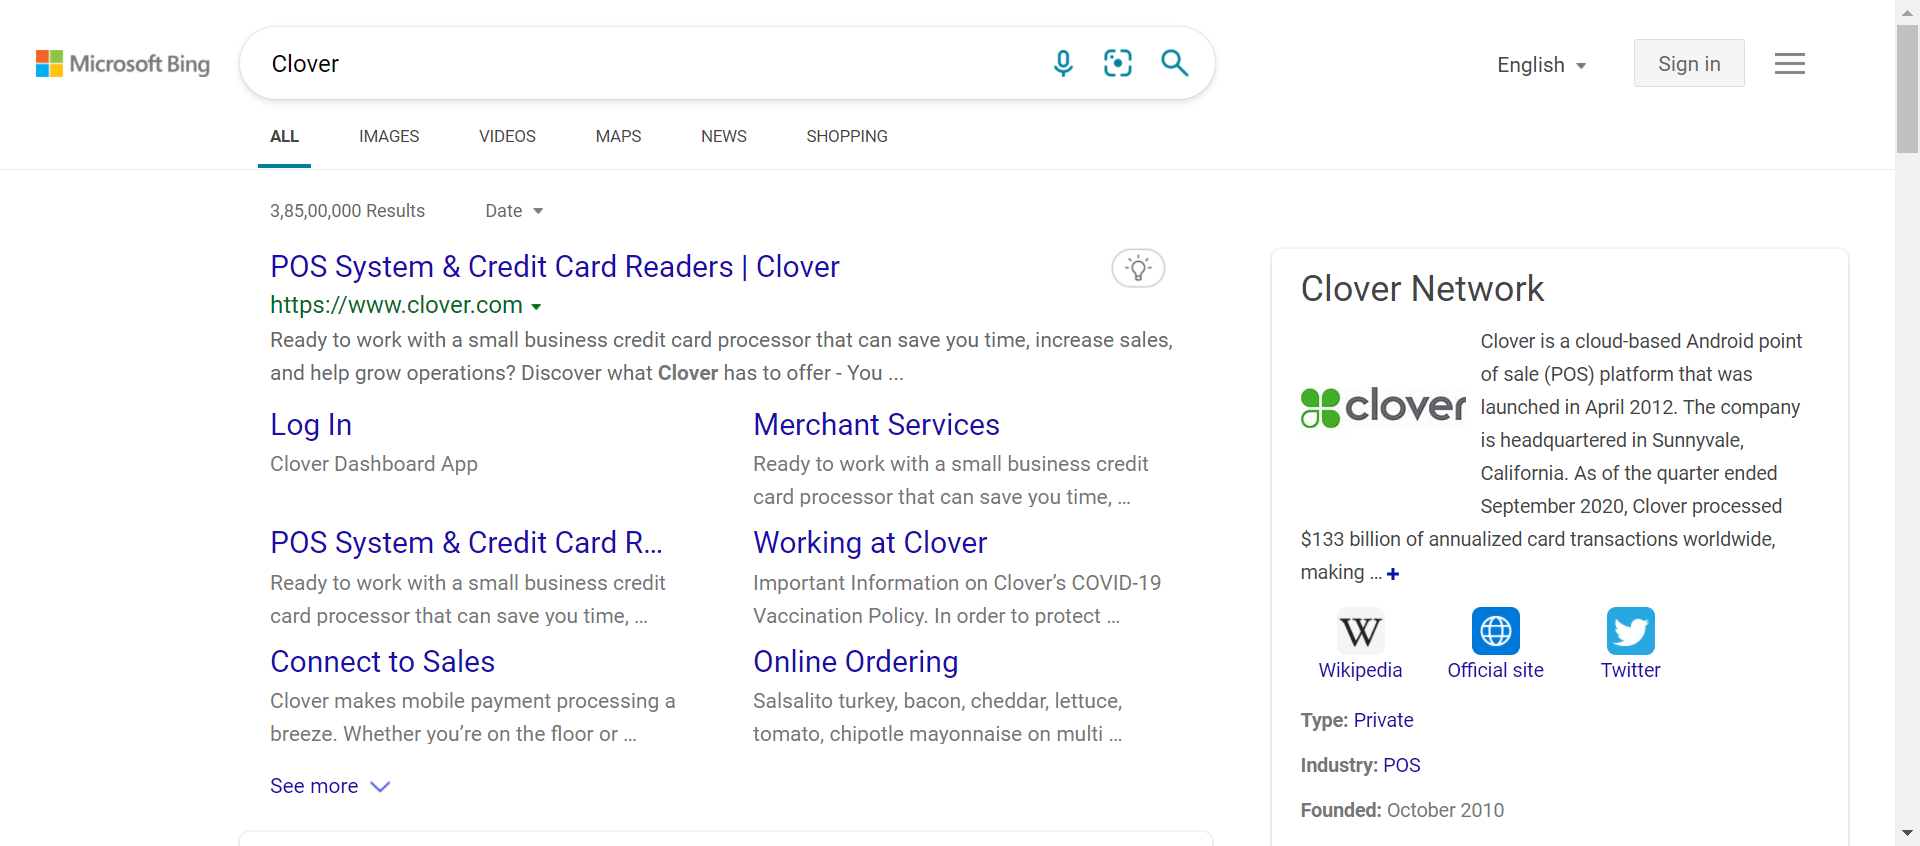 Microsoft Bing
Clover
English
Sign in
ALL
IMAGES
VIDEOS
MAPS
NEWS
SHOPPING
3,85,00,000 Results
Date
POS System & Credit Card Readers | Clover
https://www.clover.com
Ready to work with a small business credit card processor that can save you time, increase sales,
and help grow operations? Discover what Clover has to offer - You ...
Log In
Clover Dashboard App
Merchant Services
Ready to work with a small business credit
card processor that can save you time, ...
POS System & Credit Card R...
Ready to work with a small business credit
card processor that can save you time, ...
Working at Clover
Important Information on Clover’s COVID-19
Vaccination Policy. In order to protect ...
Connect to Sales
Clover makes mobile payment processing a
breeze. Whether you’re on the floor or ...
Online Ordering
Salsalito turkey, bacon, cheddar, lettuce,
tomato, chipotle mayonnaise on multi ...
See more
Clover Network
clover
Clover is a cloud-based Android point
of sale (POS) platform that was
launched in April 2012. The company
is headquartered in Sunnyvale,
California. As of the quarter ended
September 2020, Clover processed
$133 billion of annualized card transactions worldwide,
making ... +
W
Wikipedia
Official site
Twitter
Type: Private
Industry: POS
Founded: October 2010